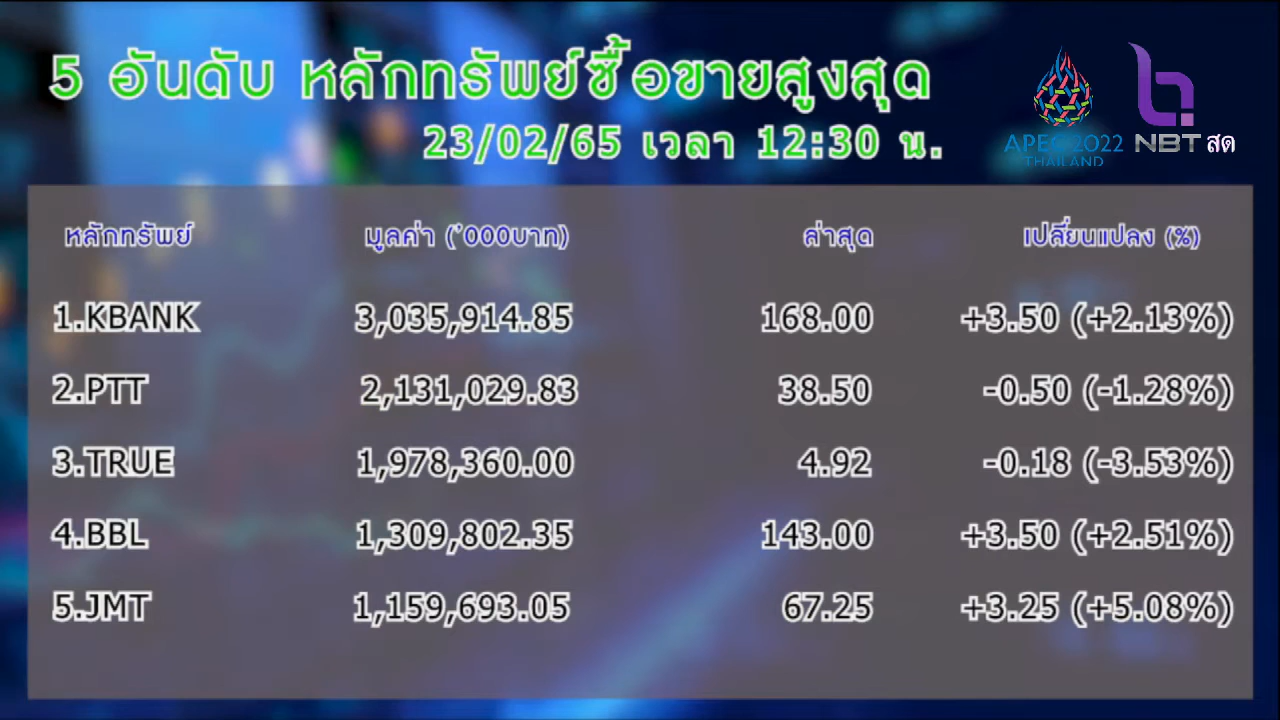 5 อันดับ หลักทรัพย์ซื้อขายสูงสุด
23/02/65 เวลา 12:30 น.
APEC 2022
THAILAND
NBT สด
หลักทรัพย์ มูลค่า ('000บาท) ล่าสุด เปลี่ยนแปลง (%)
1.KBANK 3,035,914.85 168.00 +3.50 (+2.13%)
2.PTT 2,131,029.83 38.50 -0.50 (-1.28%)
3.TRUE 1,978,360.00 4.92 -0.18 (-3.53%)
4.BBL 1,309,802.35 143.00 +3.50 (+2.51%)
5.JMT 1,159,693.05 67.25 +3.25 (+5.08%)